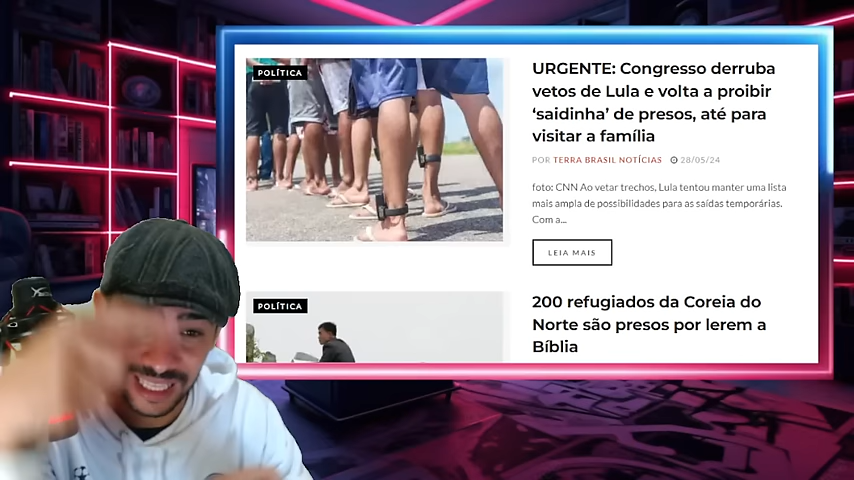 POLÍTICA
URGENTE: Congresso derruba
vetos de Lula e volta a proibir
‘saidinha’ de presos, até para
visitar a família
POR TERRA BRASIL NOTÍCIAS 28/05/24
foto: CNN Ao vetar trechos, Lula tentou manter uma lista
mais ampla de possibilidades para as saídas temporárias.
Com a...
LEIA MAIS
POLÍTICA
200 refugiados da Coreia do
Norte são presos por lerem a
Bíblia